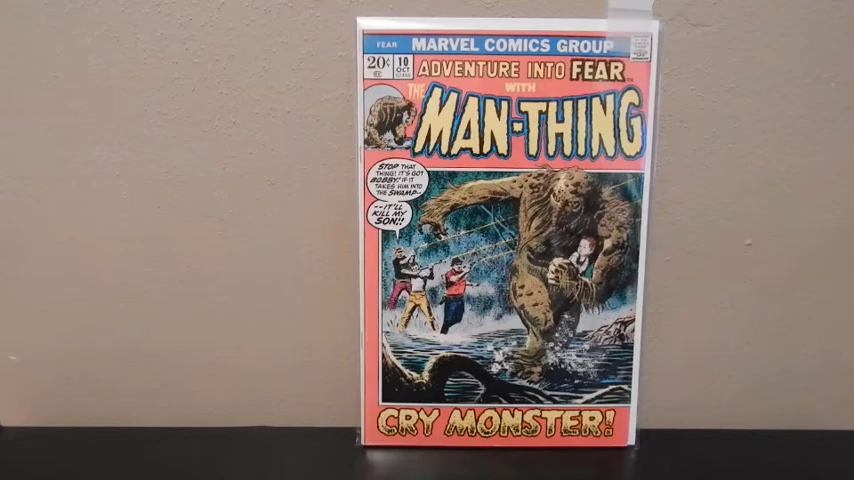 FEAR
MARVEL COMICS GROUP
20¢
10
OCT
ADVENTURE INTO FEAR
WITH
THE
MAN-THING
STOP THAT
THING! IT'S GOT
BOBBY! IF IT
TAKES HIM INTO
THE SWAMP--
--IT'LL
KILL MY
SON!!
CRY MONSTER!